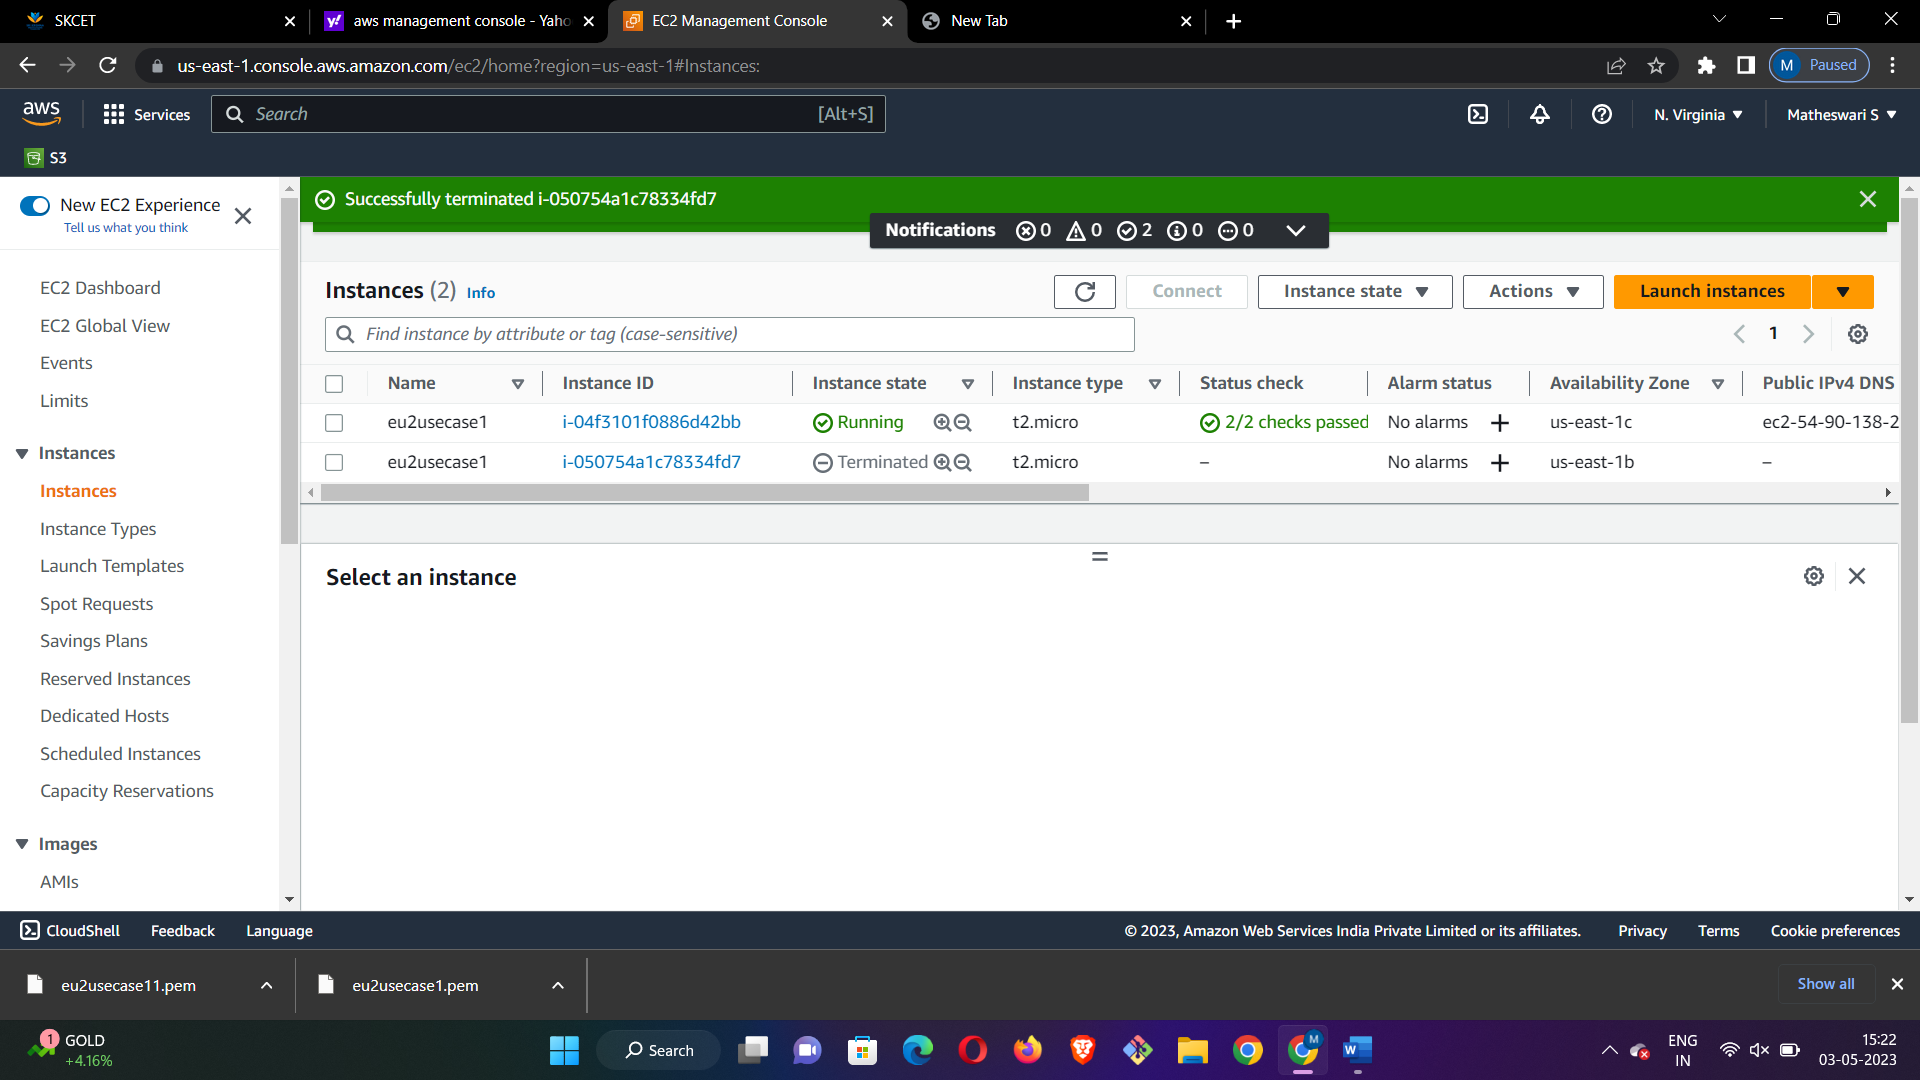 SKCET
aws management console - Yaho
EC2 Management Console
New Tab
us-east-1.console.aws.amazon.com/ec2/home?region=us-east-1#Instances:
M Paused
aws
Services
Search [Alt+S]
N. Virginia
Matheswari S
S3
New EC2 Experience
Tell us what you think
Successfully terminated i-050754a1c78334fd7
Notifications 0 0 2 0 0
EC2 Dashboard
EC2 Global View
Events
Limits
Instances
Instances
Instance Types
Launch Templates
Spot Requests
Savings Plans
Reserved Instances
Dedicated Hosts
Scheduled Instances
Capacity Reservations
Images
AMIs
Instances (2) Info
Connect
Instance state
Actions
Launch instances
Find instance by attribute or tag (case-sensitive)
1
Name Instance ID Instance state Instance type Status check Alarm status Availability Zone Public IPv4 DNS
eu2usecase1 i-04f3101f0886d42bb Running t2.micro 2/2 checks passed No alarms + us-east-1c ec2-54-90-138-2
eu2usecase1 i-050754a1c78334fd7 Terminated t2.micro – No alarms + us-east-1b –
Select an instance
CloudShell Feedback Language
© 2023, Amazon Web Services India Private Limited or its affiliates. Privacy Terms Cookie preferences
eu2usecase11.pem
eu2usecase1.pem
Show all
1
GOLD
+4.16%
Search
M
W
ENG
IN
15:22
03-05-2023